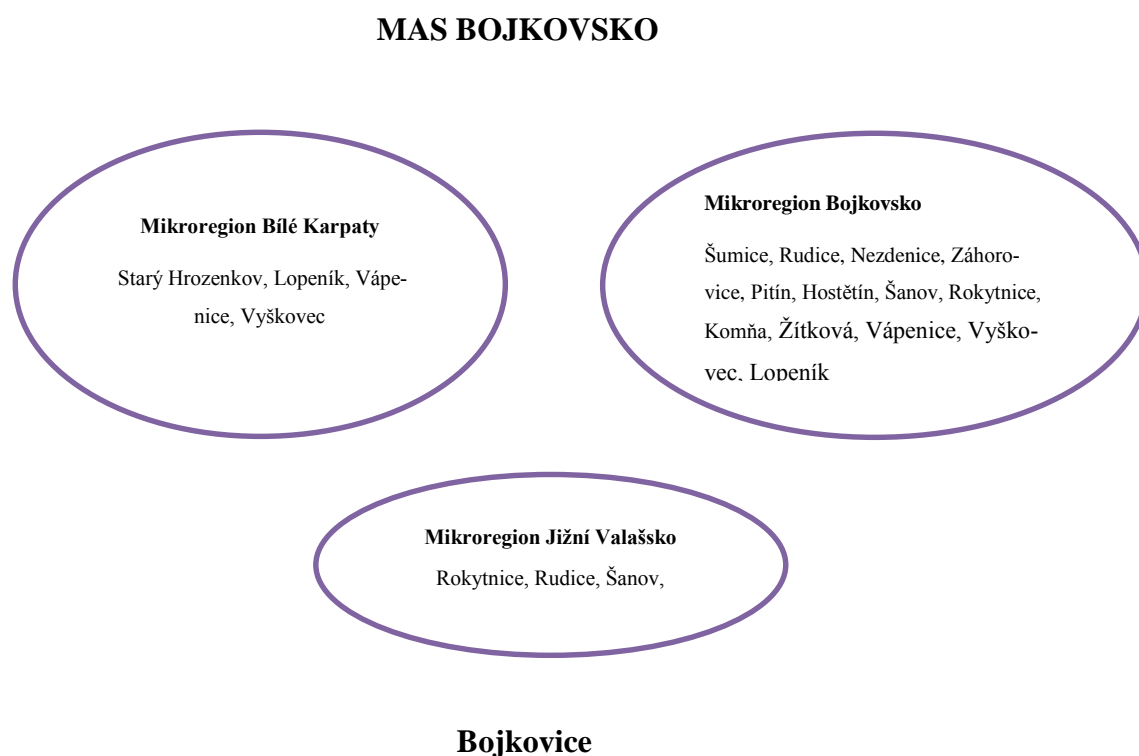 MAS BOJKOVSKO
Mikroregion Bílé Karpaty
Starý Hrozenkov, Lopeník, Vápe-
nice, Vyškovec
Mikroregion Bojkovsko
Šumice, Rudice, Nezdenice, Záhoro-
vice, Pitín, Hostětín, Šanov, Rokytnice,
Komňa, Žítková, Vápenice, Vyško-
vec, Lopeník
Mikroregion Jižní Valašsko
Rokytnice, Rudice, Šanov,
Bojkovice